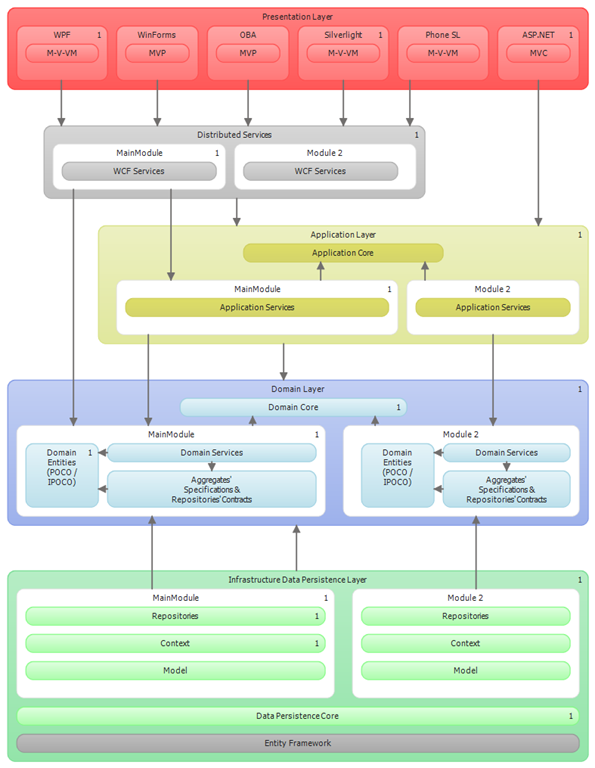 Presentation Layer
WPF 1
M-V-VM
WinForms
MVP
OBA
MVP
Silverlight 1
M-V-VM
Phone SL
M-V-VM
ASP.NET 1
MVC
Distributed Services 1
MainModule 1
WCF Services
Module 2
WCF Services
Application Layer 1
Application Core
MainModule 1
Application Services
Module 2
Application Services
Domain Layer 1
Domain Core 1
MainModule 1
Domain 1
Entities
(POCO /
IPOCO)
Domain Services
Aggregates'
Specifications &
Repositories' Contracts
Module 2
Domain
Entities
(POCO /
IPOCO)
Domain Services
Aggregates'
Specifications &
Repositories' Contracts
Infrastructure Data Persistence Layer 1
MainModule 1
Repositories 1
Context 1
Model
Module 2
Repositories
Context
Model
Data Persistence Core 1
Entity Framework